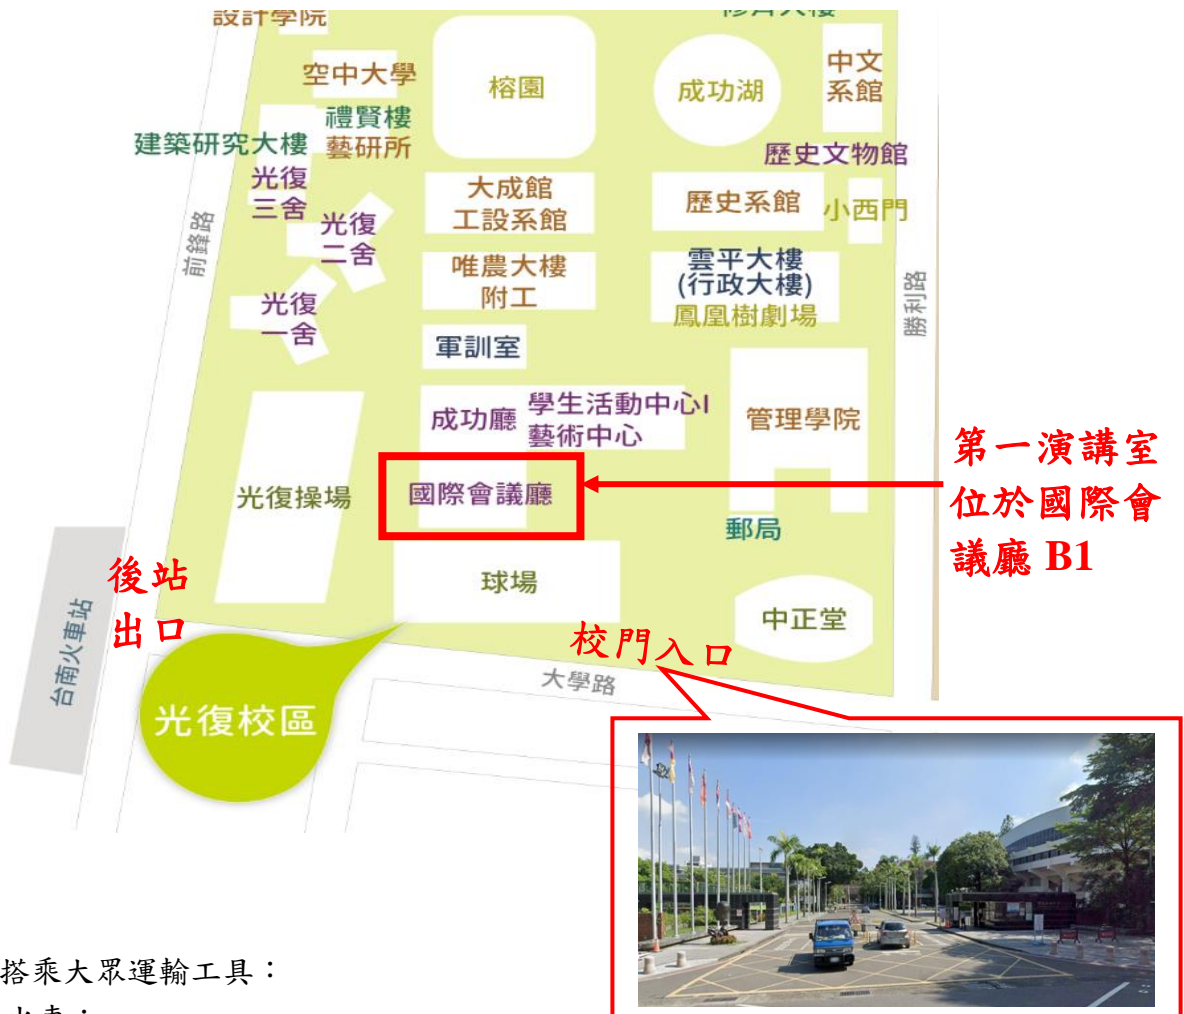 設計學院
修齊大樓
空中大學
榕園
成功湖
中文
系館
禮賢樓
藝研所
建築研究大樓
歷史文物館
光復
三舍
大成館
工設系館
歷史系館
小西門
前鋒路
光復
二舍
唯農大樓
附工
雲平大樓
(行政大樓)
鳳凰樹劇場
勝利路
光復
一舍
軍訓室
成功廳
學生活動中心I
藝術中心
管理學院
第一演講室
位於國際會
議廳 B1
光復操場
國際會議廳
郵局
後站
出口
球場
中正堂
台南火車站
校門入口
大學路
光復校區
搭乘大眾運輸工具：
火車：